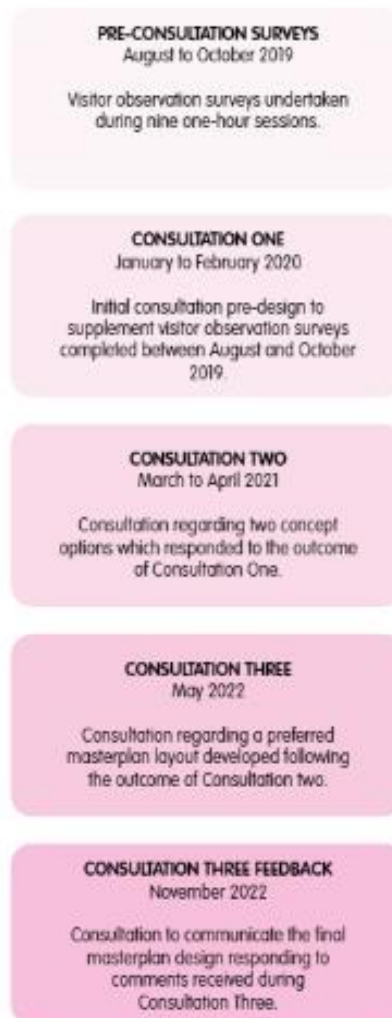 PRE-CONSULTATION SURVEYS
August to October 2019
Visitor observation surveys undertaken
during nine one-hour sessions.
CONSULTATION ONE
January to February 2020
Initial consultation pre-design to
supplement visitor observation surveys
completed between August and October
2019.
CONSULTATION TWO
March to April 2021
Consultation regarding two concept
options which responded to the outcome
of Consultation One.
CONSULTATION THREE
May 2022
Consultation regarding a preferred
masterplan layout developed following
the outcome of Consultation two.
CONSULTATION THREE FEEDBACK
November 2022
Consultation to communicate the final
masterplan design responding to
comments received during
Consultation Three.